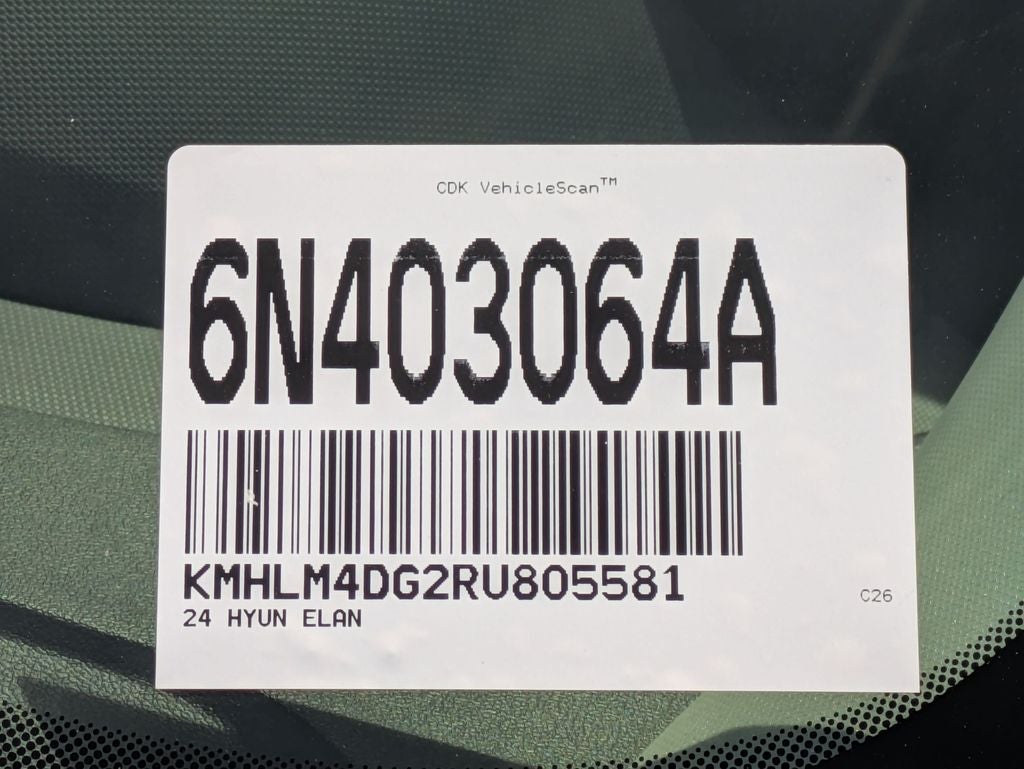 CDK VehicleScan™
6N403064A
KMHLM4DG2RU805581
24 HYUN ELAN
C26